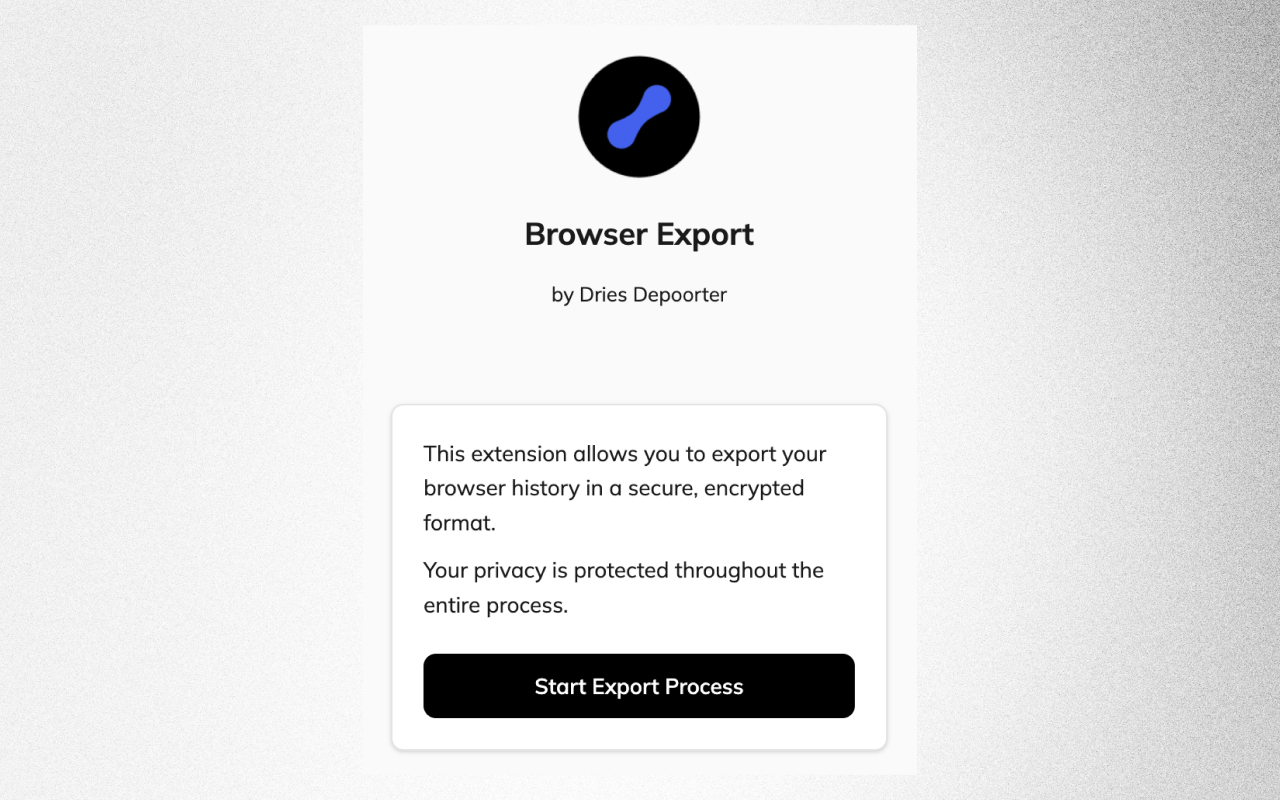 Browser Export
by Dries Depoorter
This extension allows you to export your
browser history in a secure, encrypted
format.
Your privacy is protected throughout the
entire process.
Start Export Process